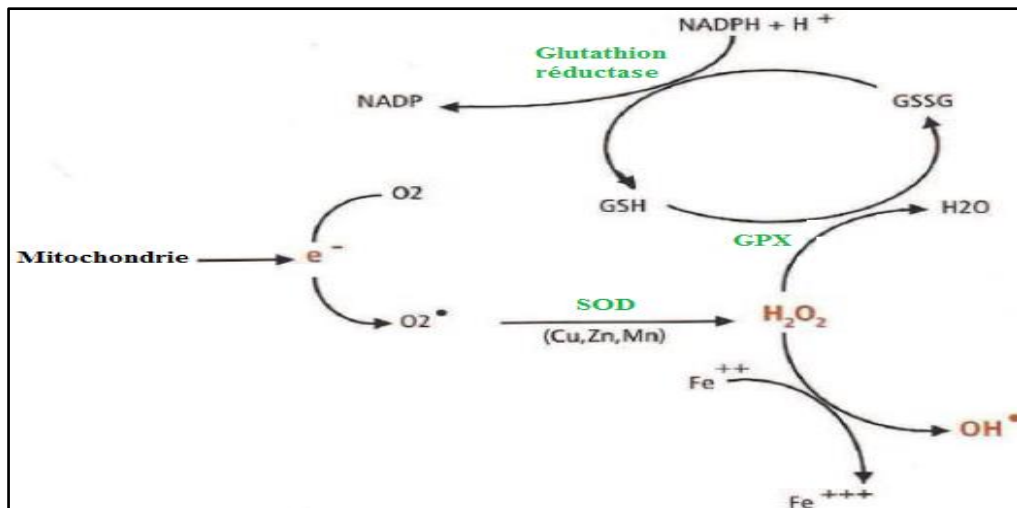 NADPH + H +
Glutathion
réductase
NADP
GSSG
O2
GSH
H2O
GPX
Mitochondrie
e -
SOD
O2 •
H2O2
(Cu,Zn,Mn)
Fe ++
OH •
Fe +++